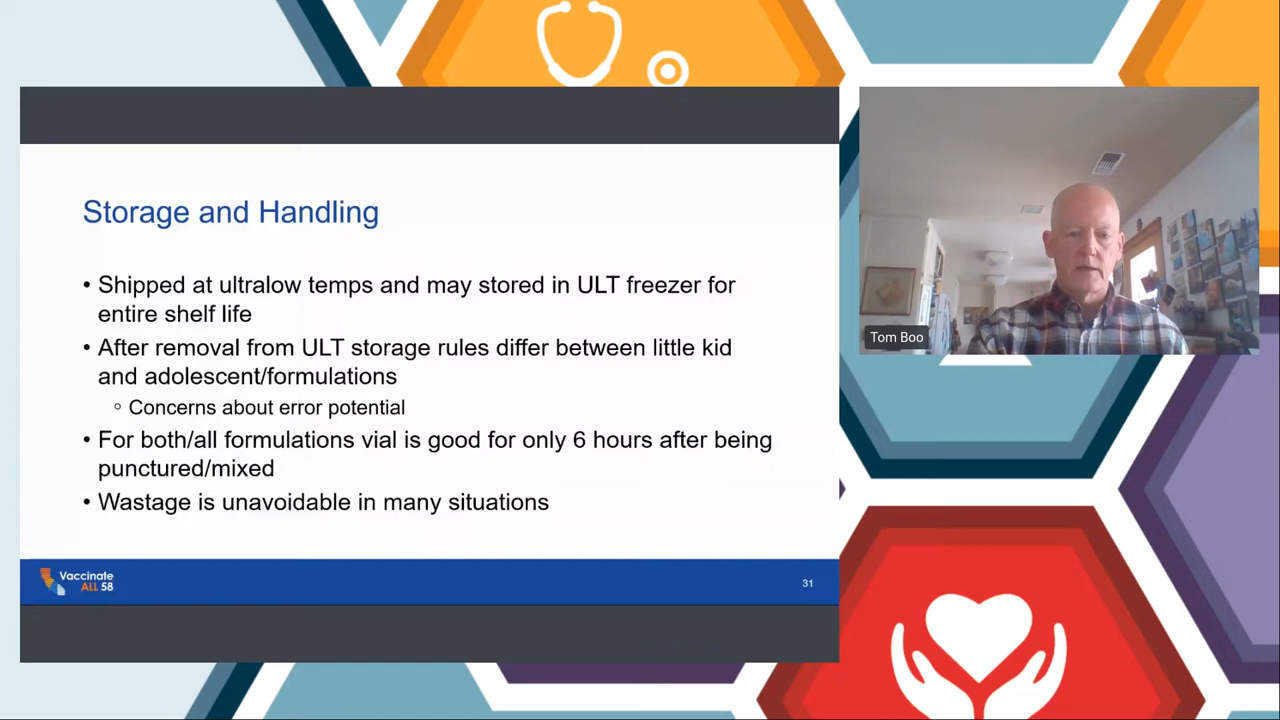 Storage and Handling
• Shipped at ultralow temps and may stored in ULT freezer for
entire shelf life
• After removal from ULT storage rules differ between little kid
and adolescent/formulations
◦ Concerns about error potential
• For both/all formulations vial is good for only 6 hours after being
punctured/mixed
• Wastage is unavoidable in many situations
Vaccinate
ALL 58
31
Tom Boo